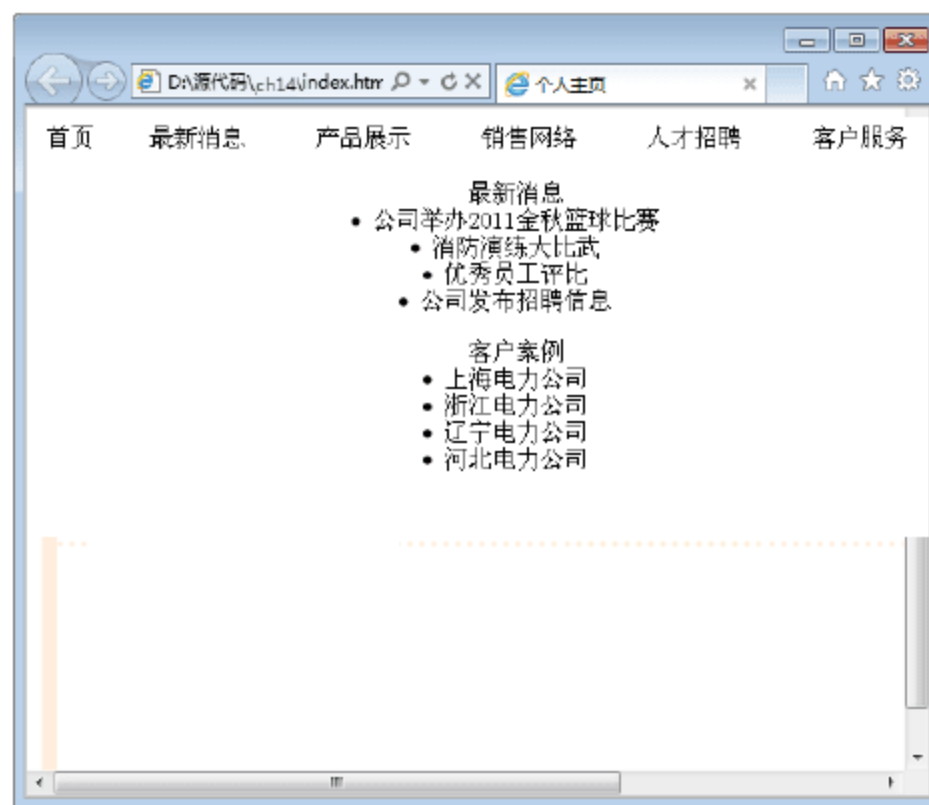 D:\源代码\ch14\index.htm
个人主页
首页 最新消息 产品展示 销售网络 人才招聘 客户服务
最新消息
• 公司举办2011金秋篮球比赛
• 消防演练大比武
• 优秀员工评比
• 公司发布招聘信息
客户案例
• 上海电力公司
• 浙江电力公司
• 辽宁电力公司
• 河北电力公司